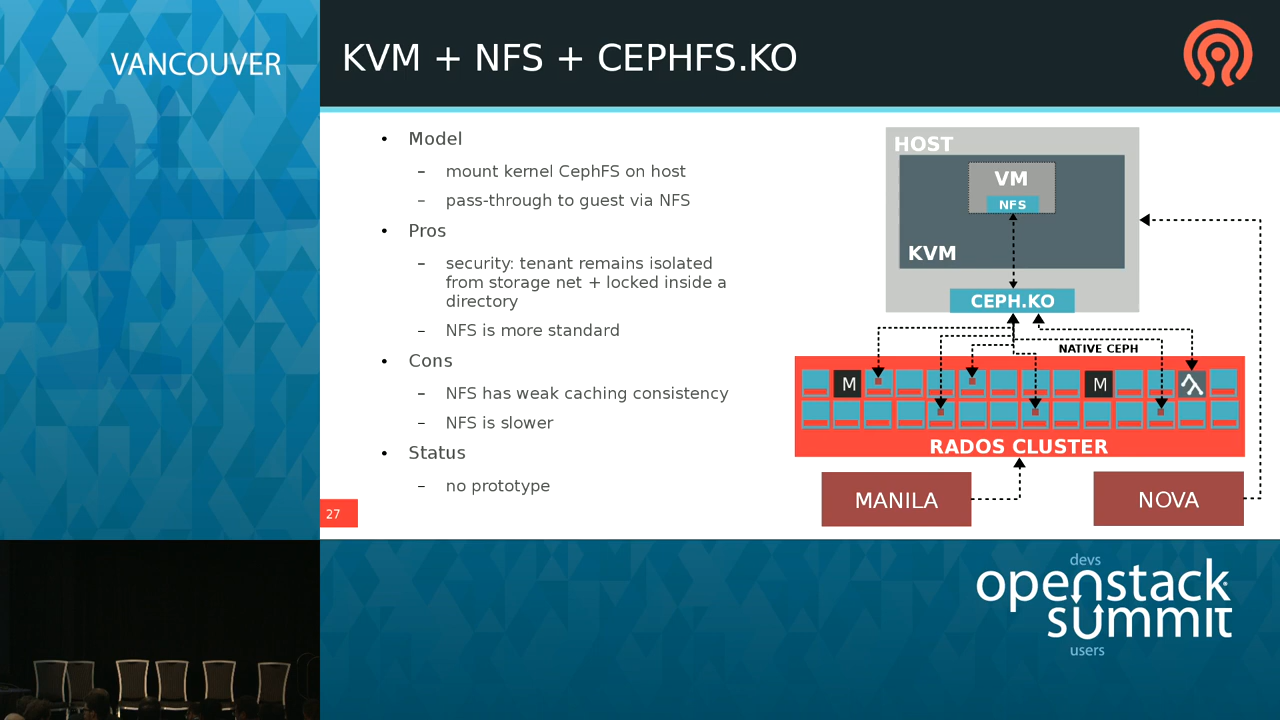 VANCOUVER
KVM + NFS + CEPHFS.KO
• Model
– mount kernel CephFS on host
– pass-through to guest via NFS
• Pros
– security: tenant remains isolated
from storage net + locked inside a
directory
– NFS is more standard
• Cons
– NFS has weak caching consistency
– NFS is slower
• Status
– no prototype
27
HOST
VM
NFS
KVM
CEPH.KO
NATIVE CEPH
M
M
RADOS CLUSTER
MANILA
NOVA
devs
openstack
summit
users